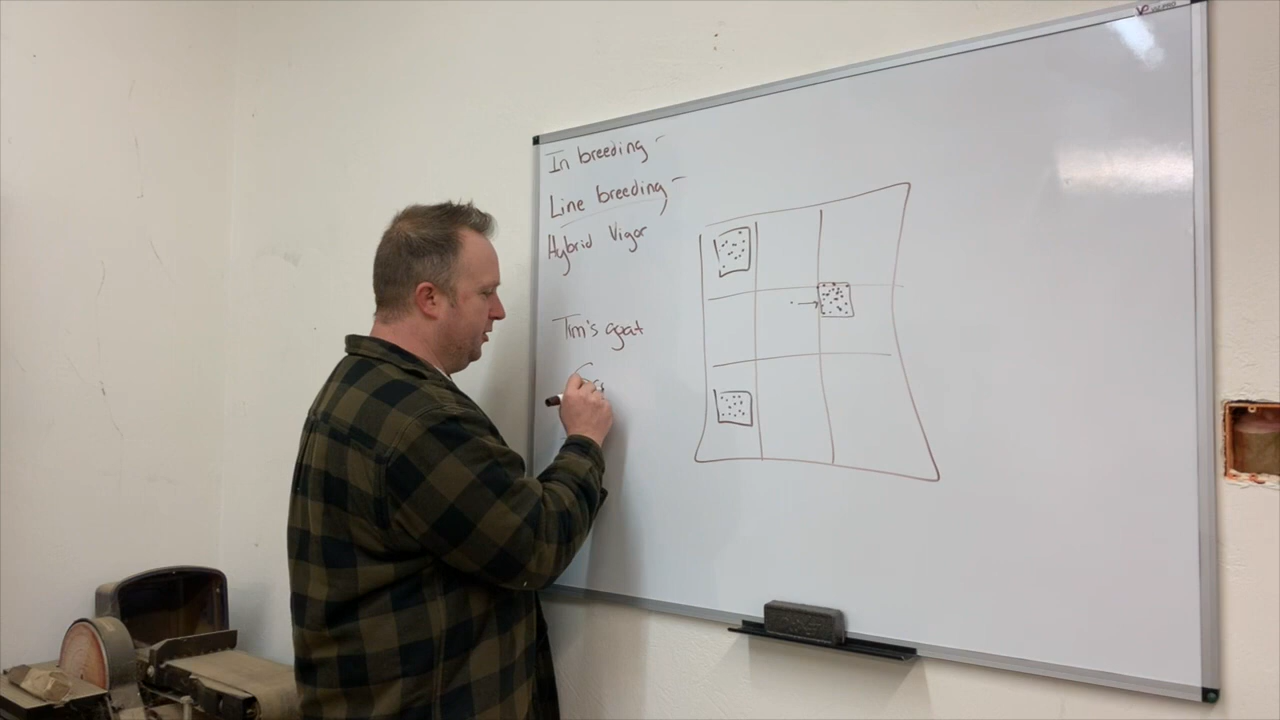 In breeding -
Line breeding -
Hybrid Vigor
Tim's goat